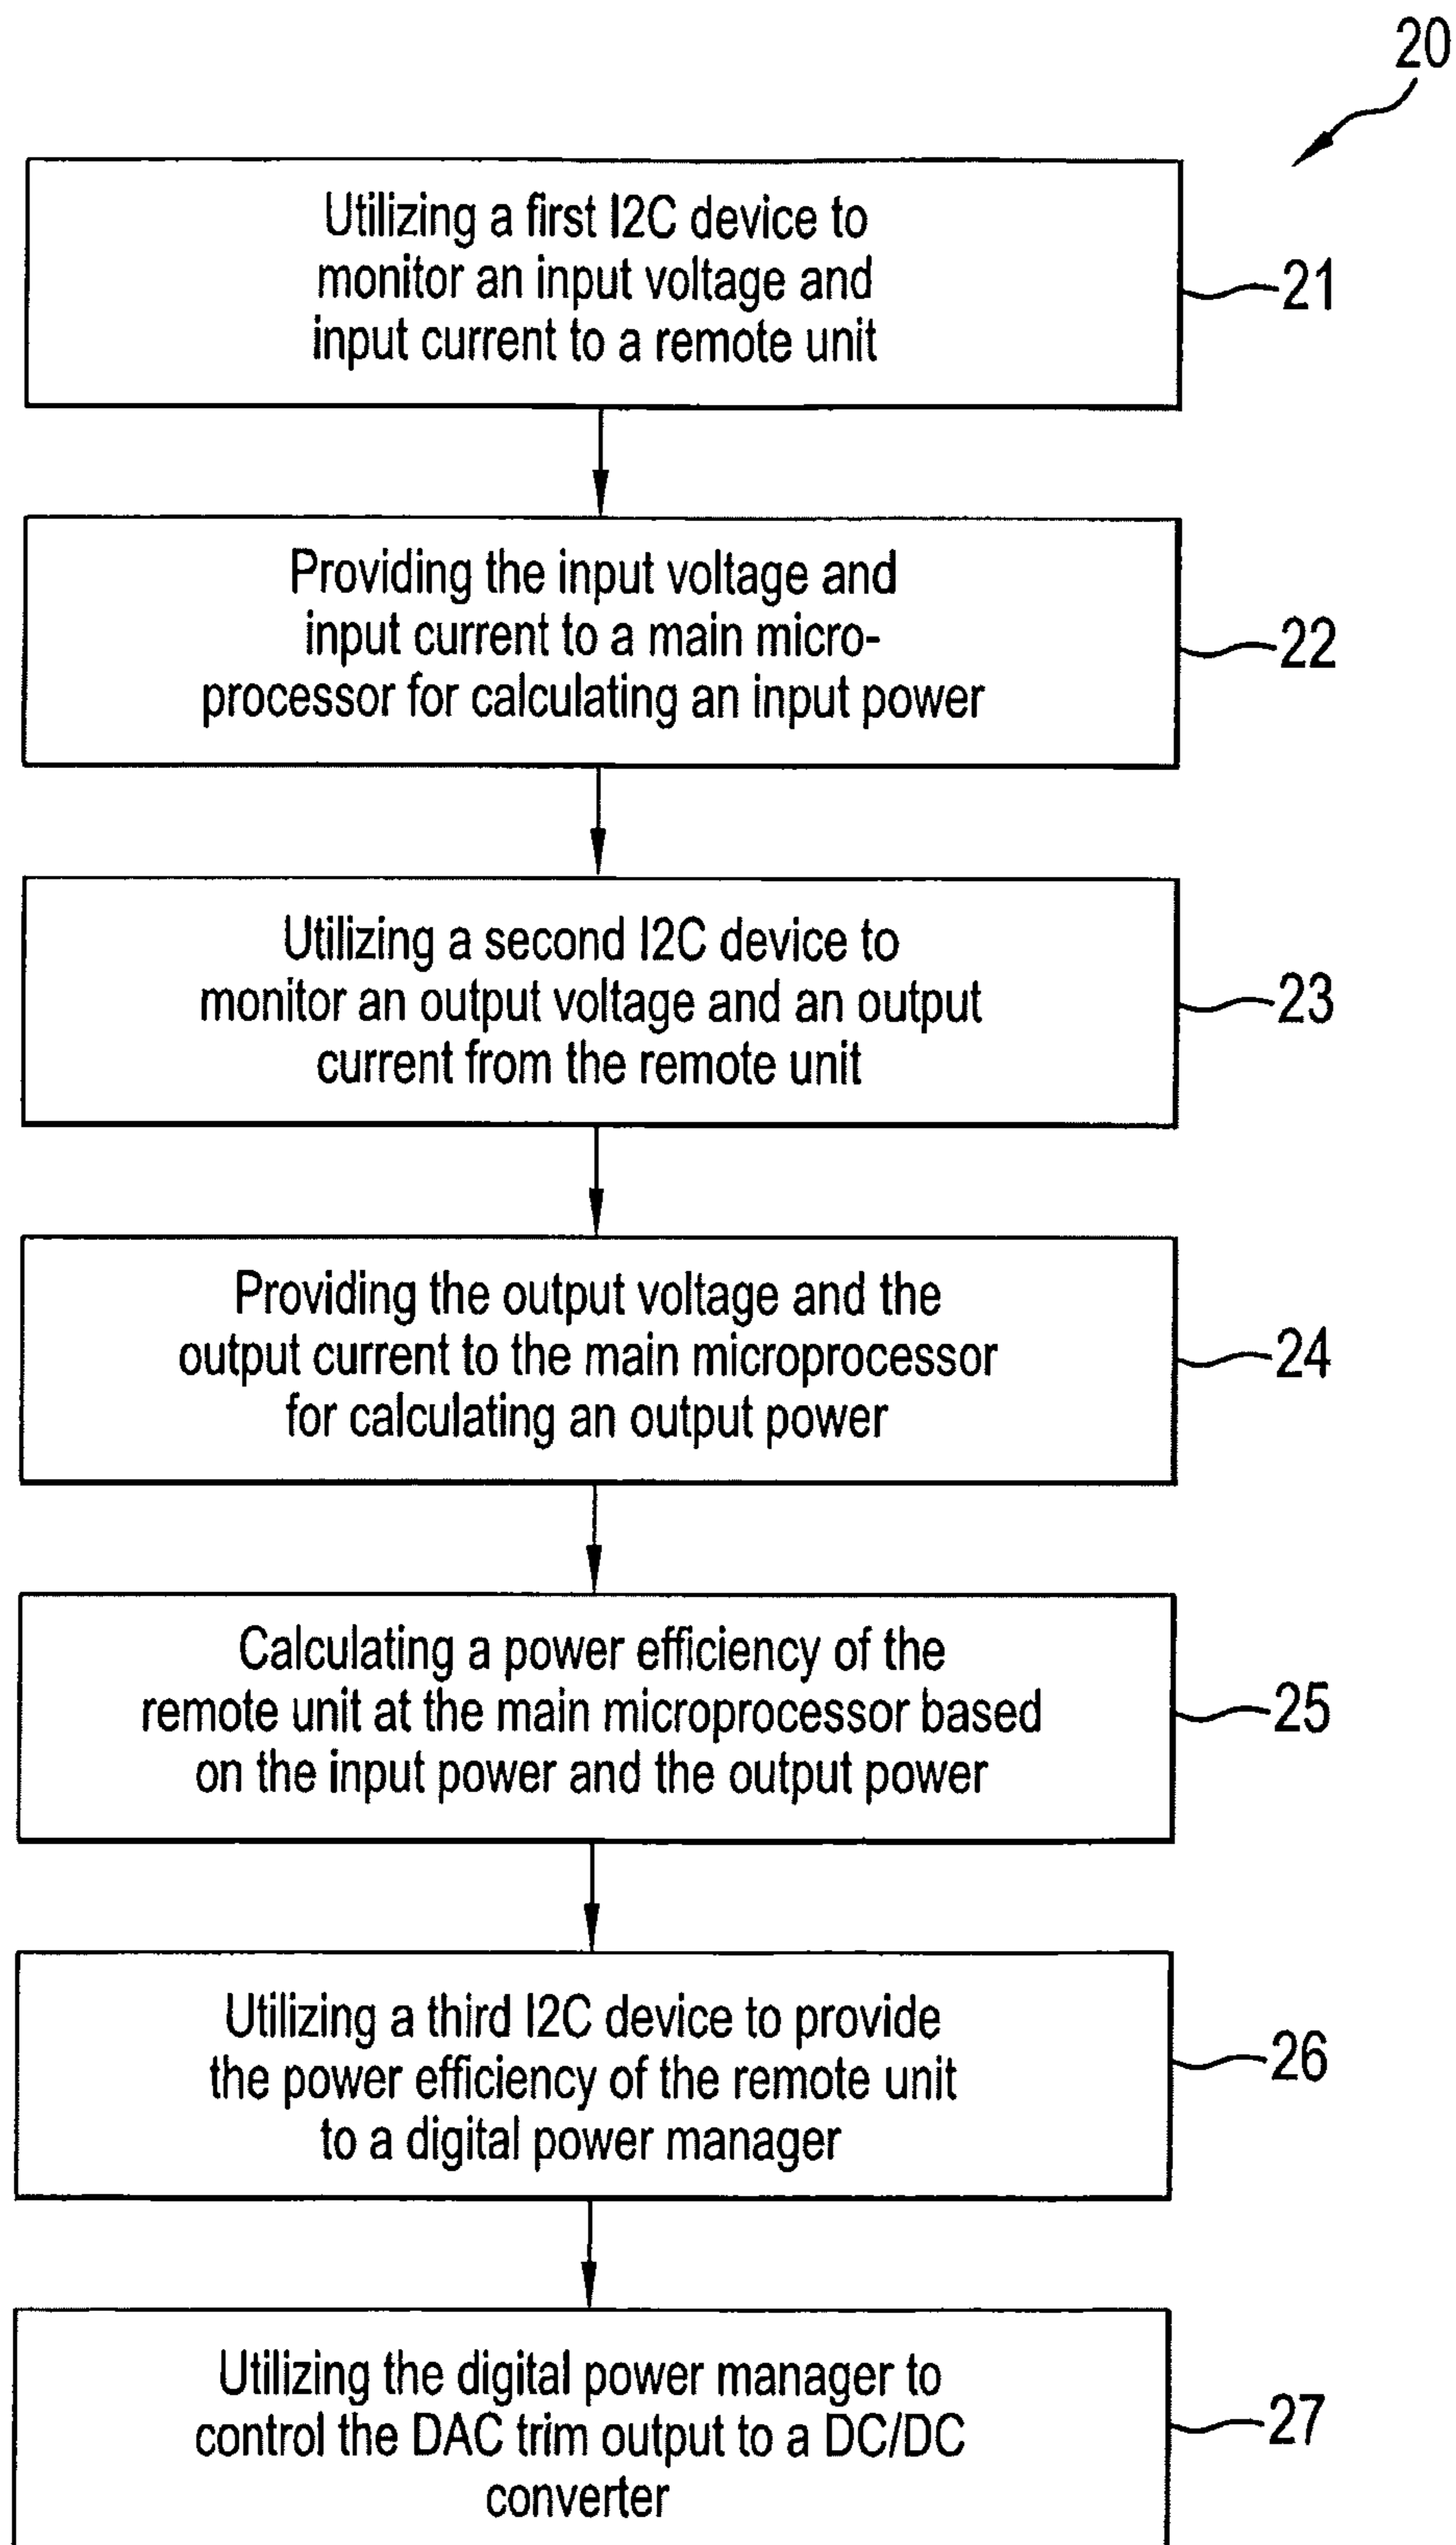 20
Utilizing a first I2C device to
monitor an input voltage and
input current to a remote unit
21
Providing the input voltage and
input current to a main micro-
processor for calculating an input power
22
Utilizing a second I2C device to
monitor an output voltage and an output
current from the remote unit
23
Providing the output voltage and the
output current to the main microprocessor
for calculating an output power
24
Calculating a power efficiency of the
remote unit at the main microprocessor based
on the input power and the output power
25
Utilizing a third I2C device to provide
the power efficiency of the remote unit
to a digital power manager
26
Utilizing the digital power manager to
control the DAC trim output to a DC/DC
converter
27